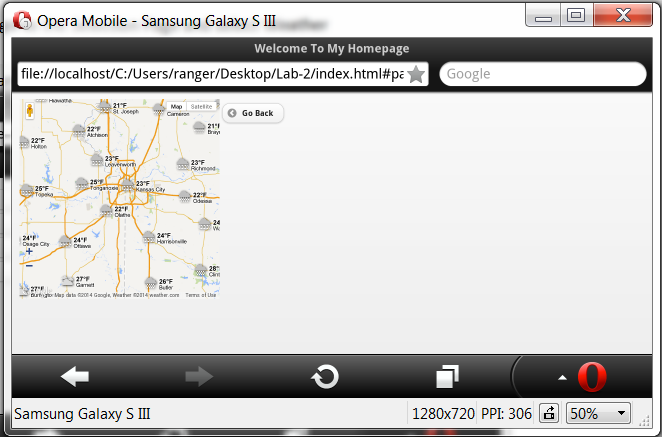 Opera Mobile - Samsung Galaxy S III
Welcome To My Homepage
file://localhost/C:/Users/ranger/Desktop/Lab-2/index.html#pa
Google
Hiawatha
21°F
St. Joseph
Cameron
Map
Satellite
Go Back
22°F
Atchison
21°F
22°F
Holton
23°F
Leavenworth
23°F
Richmond
25°F
Topeka
25°F
Tonganoxie
23°F
Kansas City
22°F
Odessa
22°F
Olathe
24
24°F
Osage City
24°F
Ottawa
24°F
Harrisonville
27°F
Garnett
26°F
Butler
28°
Clint
27°F
Burlington
Map data ©2014 Google, Weather ©2014 weather.com
Terms of Use
Samsung Galaxy S III
1280x720
PPI: 306
50%